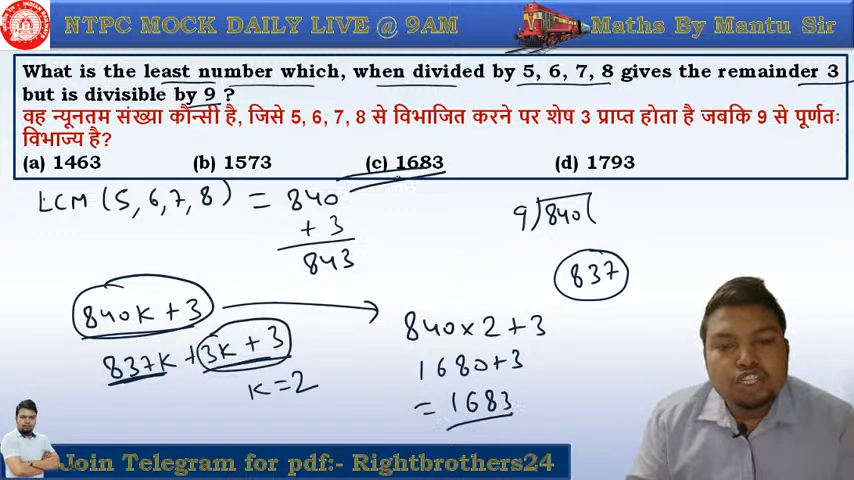 NTPC MOCK DAILY LIVE @ 9AM
Maths By Mantu Sir
What is the least number which, when divided by 5, 6, 7, 8 gives the remainder 3
but is divisible by 9 ?
वह न्यूनतम संख्या कौन्सी है, जिसे 5, 6, 7, 8 से विभाजित करने पर शेष 3 प्राप्त होता है जबकि 9 से पूर्णतः
विभाज्य है?
(a) 1463 (b) 1573 (c) 1683 (d) 1793
LCM (5, 6, 7, 8) = 840
+ 3
843
9)840(
837
840K + 3
837K + 3K + 3
K = 2
840 × 2 + 3
1680 + 3
= 1683
Join Telegram for pdf:- Rightbrothers24